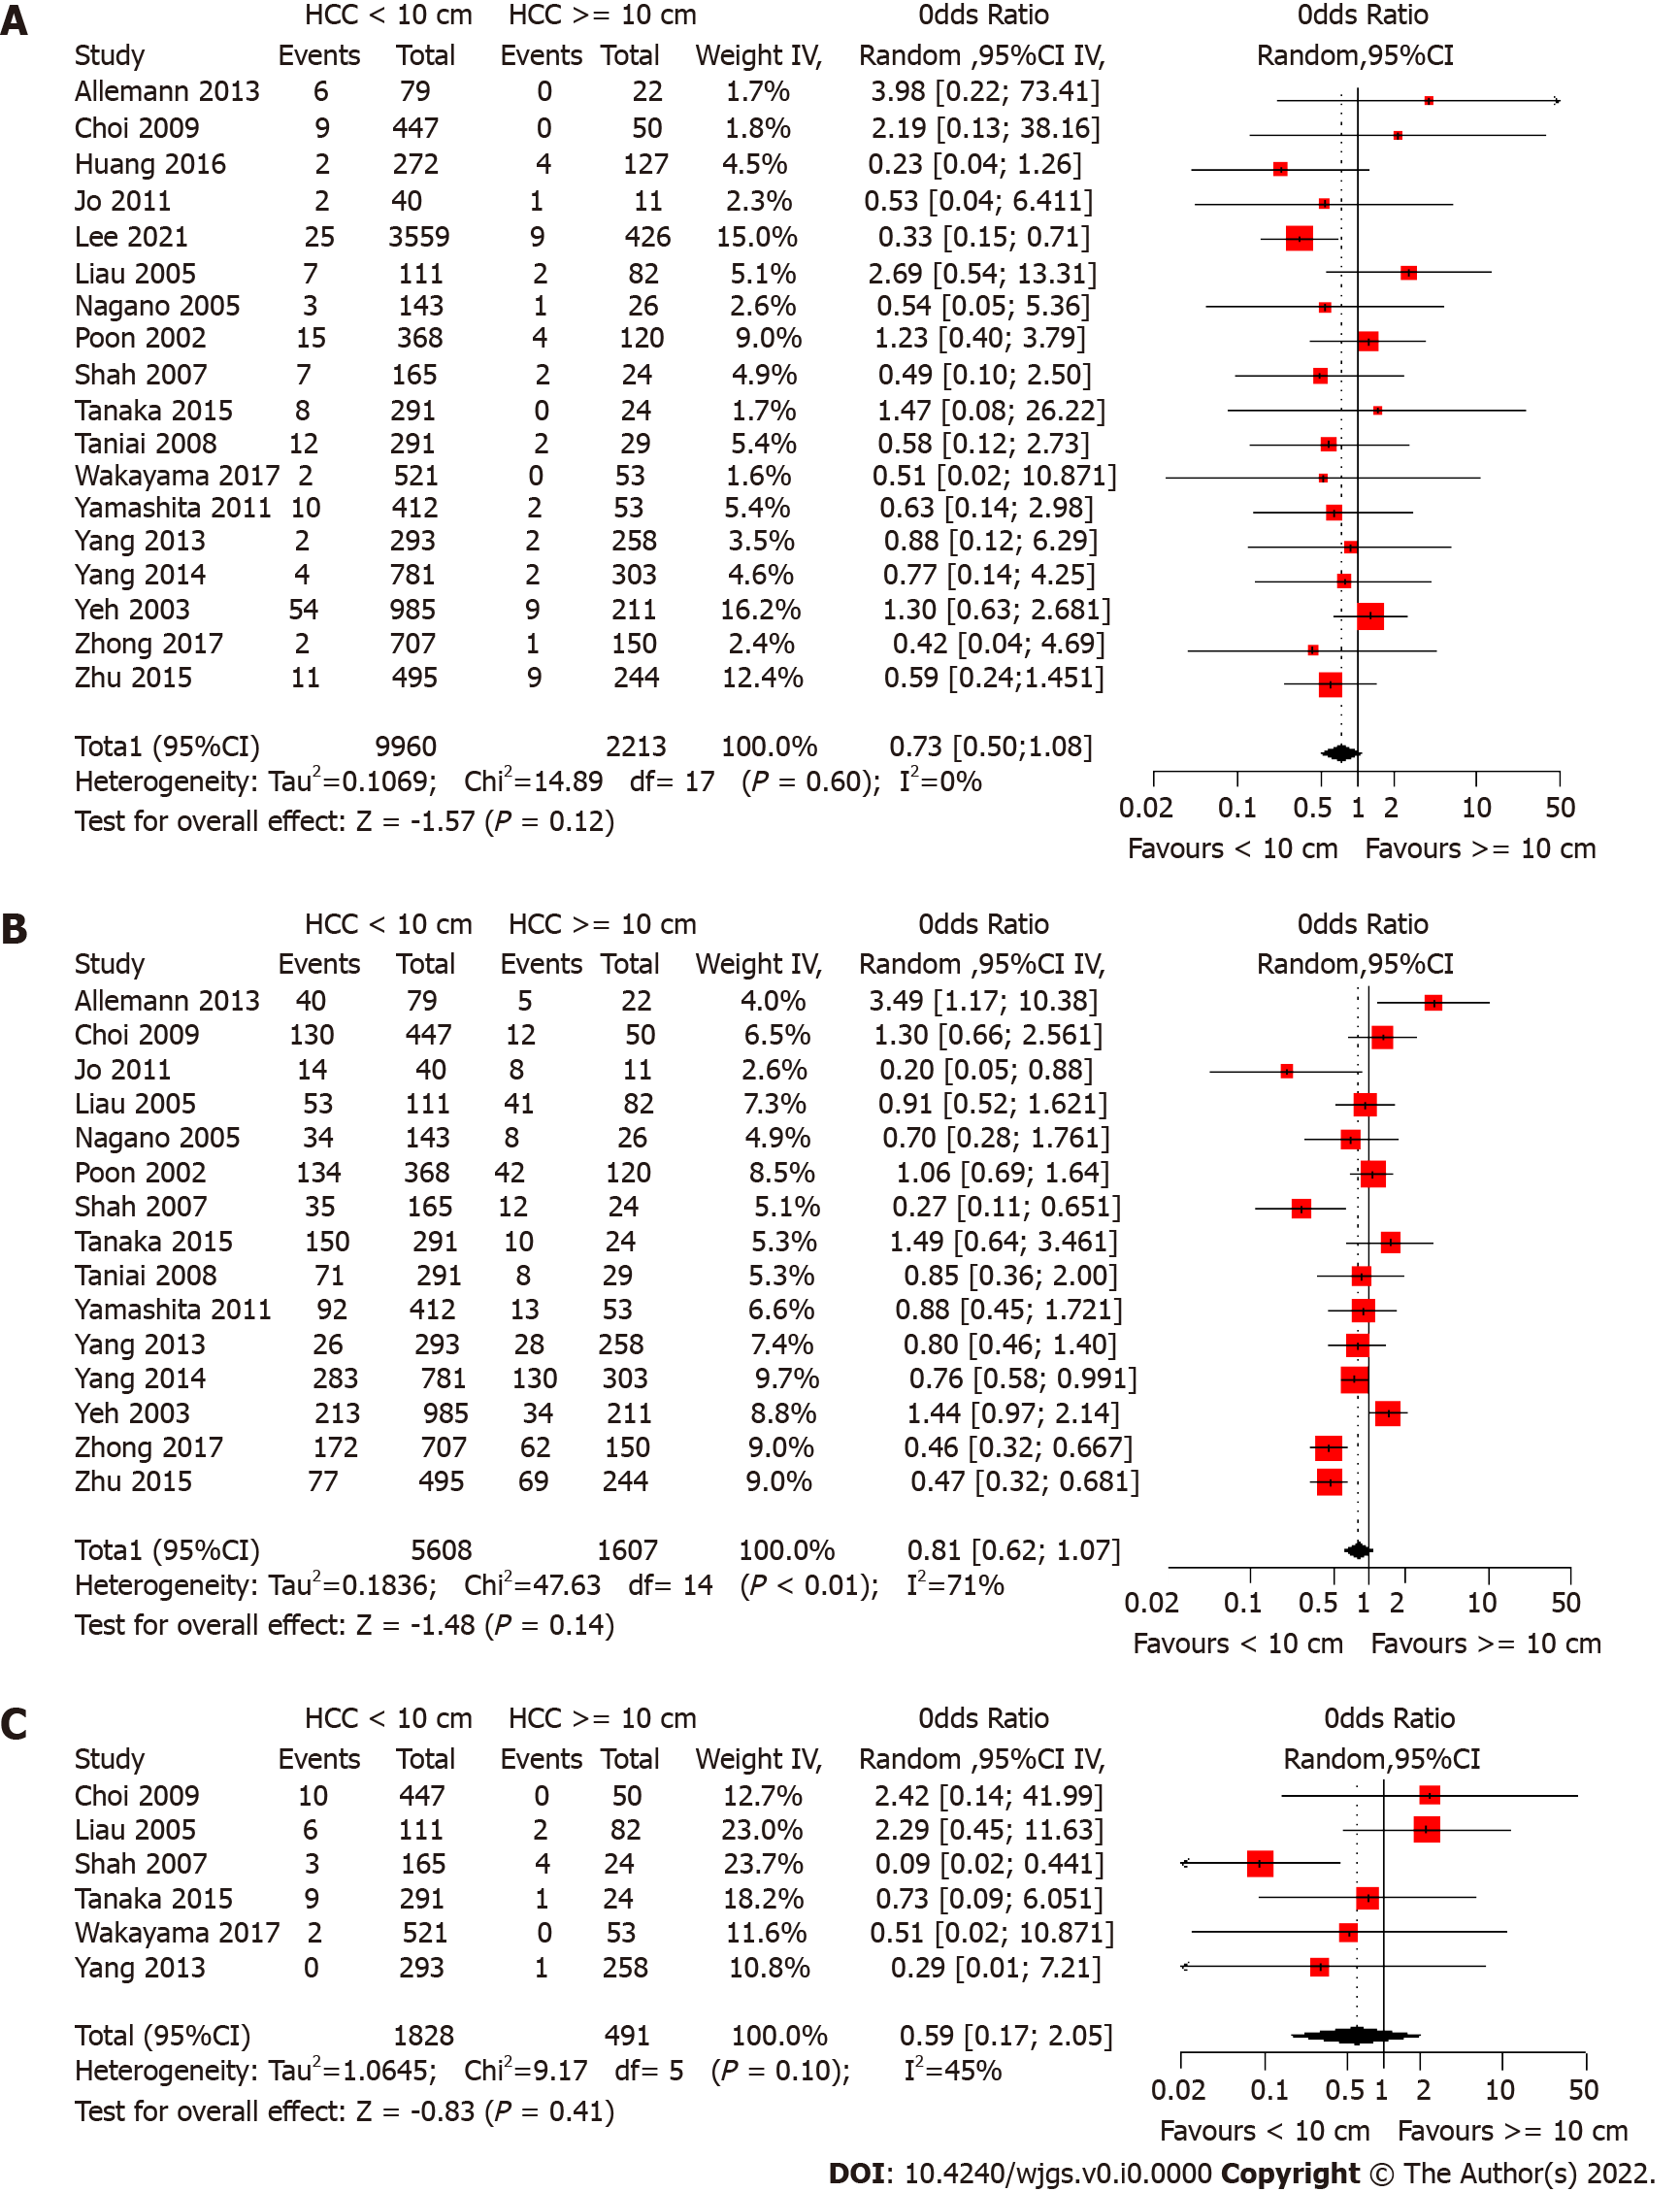 A
HCC < 10 cm HCC >= 10 cm 0dds Ratio 0dds Ratio
Study Events Total Events Total Weight IV, Random ,95%CI IV, Random,95%CI
Allemann 2013 6 79 0 22 1.7% 3.98 [0.22; 73.41]
Choi 2009 9 447 0 50 1.8% 2.19 [0.13; 38.16]
Huang 2016 2 272 4 127 4.5% 0.23 [0.04; 1.26]
Jo 2011 2 40 1 11 2.3% 0.53 [0.04; 6.411]
Lee 2021 25 3559 9 426 15.0% 0.33 [0.15; 0.71]
Liau 2005 7 111 2 82 5.1% 2.69 [0.54; 13.31]
Nagano 2005 3 143 1 26 2.6% 0.54 [0.05; 5.36]
Poon 2002 15 368 4 120 9.0% 1.23 [0.40; 3.79]
Shah 2007 7 165 2 24 4.9% 0.49 [0.10; 2.50]
Tanaka 2015 8 291 0 24 1.7% 1.47 [0.08; 26.22]
Taniai 2008 12 291 2 29 5.4% 0.58 [0.12; 2.73]
Wakayama 2017 2 521 0 53 1.6% 0.51 [0.02; 10.871]
Yamashita 2011 10 412 2 53 5.4% 0.63 [0.14; 2.98]
Yang 2013 2 293 2 258 3.5% 0.88 [0.12; 6.29]
Yang 2014 4 781 2 303 4.6% 0.77 [0.14; 4.25]
Yeh 2003 54 985 9 211 16.2% 1.30 [0.63; 2.681]
Zhong 2017 2 707 1 150 2.4% 0.42 [0.04; 4.69]
Zhu 2015 11 495 9 244 12.4% 0.59 [0.24;1.451]
Tota1 (95%CI) 9960 2213 100.0% 0.73 [0.50;1.08]
Heterogeneity: Tau²=0.1069; Chi²=14.89 df= 17 (P = 0.60); I²=0%
0.02 0.1 0.5 1 2 10 50
Test for overall effect: Z = -1.57 (P = 0.12)
Favours < 10 cm Favours >= 10 cm
B
HCC < 10 cm HCC >= 10 cm 0dds Ratio 0dds Ratio
Study Events Total Events Total Weight IV, Random ,95%CI IV, Random,95%CI
Allemann 2013 40 79 5 22 4.0% 3.49 [1.17; 10.38]
Choi 2009 130 447 12 50 6.5% 1.30 [0.66; 2.561]
Jo 2011 14 40 8 11 2.6% 0.20 [0.05; 0.88]
Liau 2005 53 111 41 82 7.3% 0.91 [0.52; 1.621]
Nagano 2005 34 143 8 26 4.9% 0.70 [0.28; 1.761]
Poon 2002 134 368 42 120 8.5% 1.06 [0.69; 1.64]
Shah 2007 35 165 12 24 5.1% 0.27 [0.11; 0.651]
Tanaka 2015 150 291 10 24 5.3% 1.49 [0.64; 3.461]
Taniai 2008 71 291 8 29 5.3% 0.85 [0.36; 2.00]
Yamashita 2011 92 412 13 53 6.6% 0.88 [0.45; 1.721]
Yang 2013 26 293 28 258 7.4% 0.80 [0.46; 1.40]
Yang 2014 283 781 130 303 9.7% 0.76 [0.58; 0.991]
Yeh 2003 213 985 34 211 8.8% 1.44 [0.97; 2.14]
Zhong 2017 172 707 62 150 9.0% 0.46 [0.32; 0.667]
Zhu 2015 77 495 69 244 9.0% 0.47 [0.32; 0.681]
Tota1 (95%CI) 5608 1607 100.0% 0.81 [0.62; 1.07]
Heterogeneity: Tau²=0.1836; Chi²=47.63 df= 14 (P < 0.01); I²=71%
0.02 0.1 0.5 1 2 10 50
Test for overall effect: Z = -1.48 (P = 0.14)
Favours < 10 cm Favours >= 10 cm
C
HCC < 10 cm HCC >= 10 cm 0dds Ratio 0dds Ratio
Study Events Total Events Total Weight IV, Random ,95%CI IV, Random,95%CI
Choi 2009 10 447 0 50 12.7% 2.42 [0.14; 41.99]
Liau 2005 6 111 2 82 23.0% 2.29 [0.45; 11.63]
Shah 2007 3 165 4 24 23.7% 0.09 [0.02; 0.441]
Tanaka 2015 9 291 1 24 18.2% 0.73 [0.09; 6.051]
Wakayama 2017 2 521 0 53 11.6% 0.51 [0.02; 10.871]
Yang 2013 0 293 1 258 10.8% 0.29 [0.01; 7.21]
Total (95%CI) 1828 491 100.0% 0.59 [0.17; 2.05]
Heterogeneity: Tau²=1.0645; Chi²=9.17 df= 5 (P = 0.10); I²=45%
0.02 0.1 0.5 1 2 10 50
Test for overall effect: Z = -0.83 (P = 0.41)
Favours < 10 cm Favours >= 10 cm
DOI: 10.4240/wjgs.v0.i0.0000 Copyright © The Author(s) 2022.